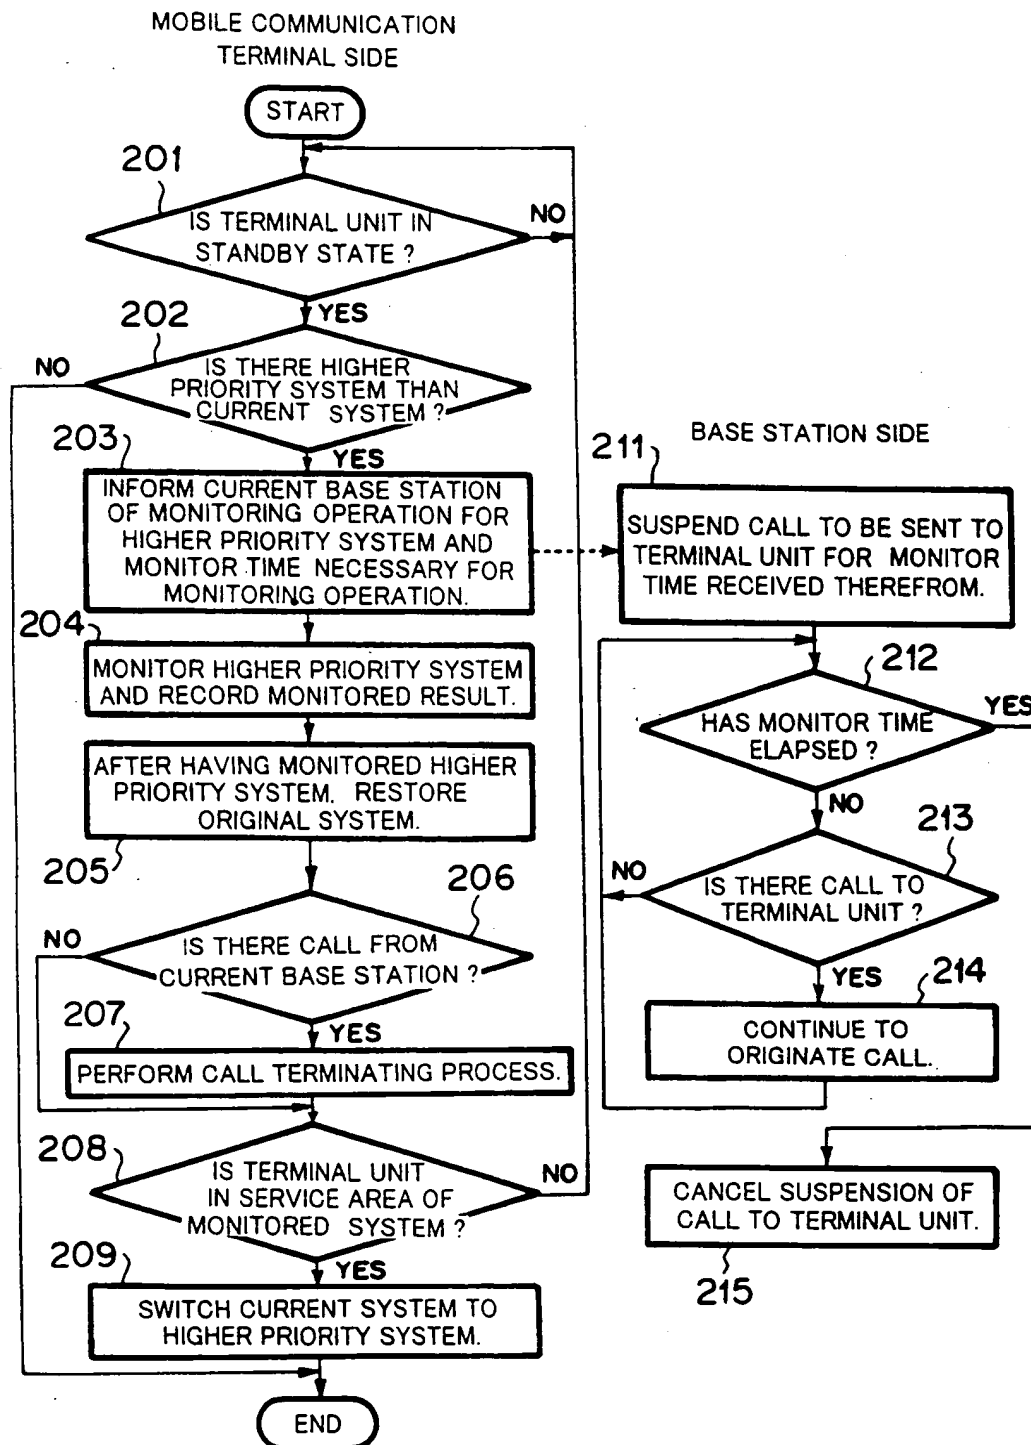 MOBILE COMMUNICATION
TERMINAL SIDE
START
201
IS TERMINAL UNIT IN
STANDBY STATE ?
NO
YES
202
NO
IS THERE HIGHER
PRIORITY SYSTEM THAN
CURRENT SYSTEM ?
YES
203
INFORM CURRENT BASE STATION
OF MONITORING OPERATION FOR
HIGHER PRIORITY SYSTEM AND
MONITOR TIME NECESSARY FOR
MONITORING OPERATION.
204
MONITOR HIGHER PRIORITY SYSTEM
AND RECORD MONITORED RESULT.
AFTER HAVING MONITORED HIGHER
PRIORITY SYSTEM. RESTORE
ORIGINAL SYSTEM.
205
206
NO
IS THERE CALL FROM
CURRENT BASE STATION ?
YES
207
PERFORM CALL TERMINATING PROCESS.
208
IS TERMINAL UNIT
IN SERVICE AREA OF
MONITORED SYSTEM ?
NO
YES
209
SWITCH CURRENT SYSTEM TO
HIGHER PRIORITY SYSTEM.
END
BASE STATION SIDE
211
SUSPEND CALL TO BE SENT TO
TERMINAL UNIT FOR MONITOR
TIME RECEIVED THEREFROM.
212
HAS MONITOR TIME
ELAPSED ?
YES
NO
213
NO
IS THERE CALL TO
TERMINAL UNIT ?
YES
214
CONTINUE TO
ORIGINATE CALL.
CANCEL SUSPENSION OF
CALL TO TERMINAL UNIT.
215